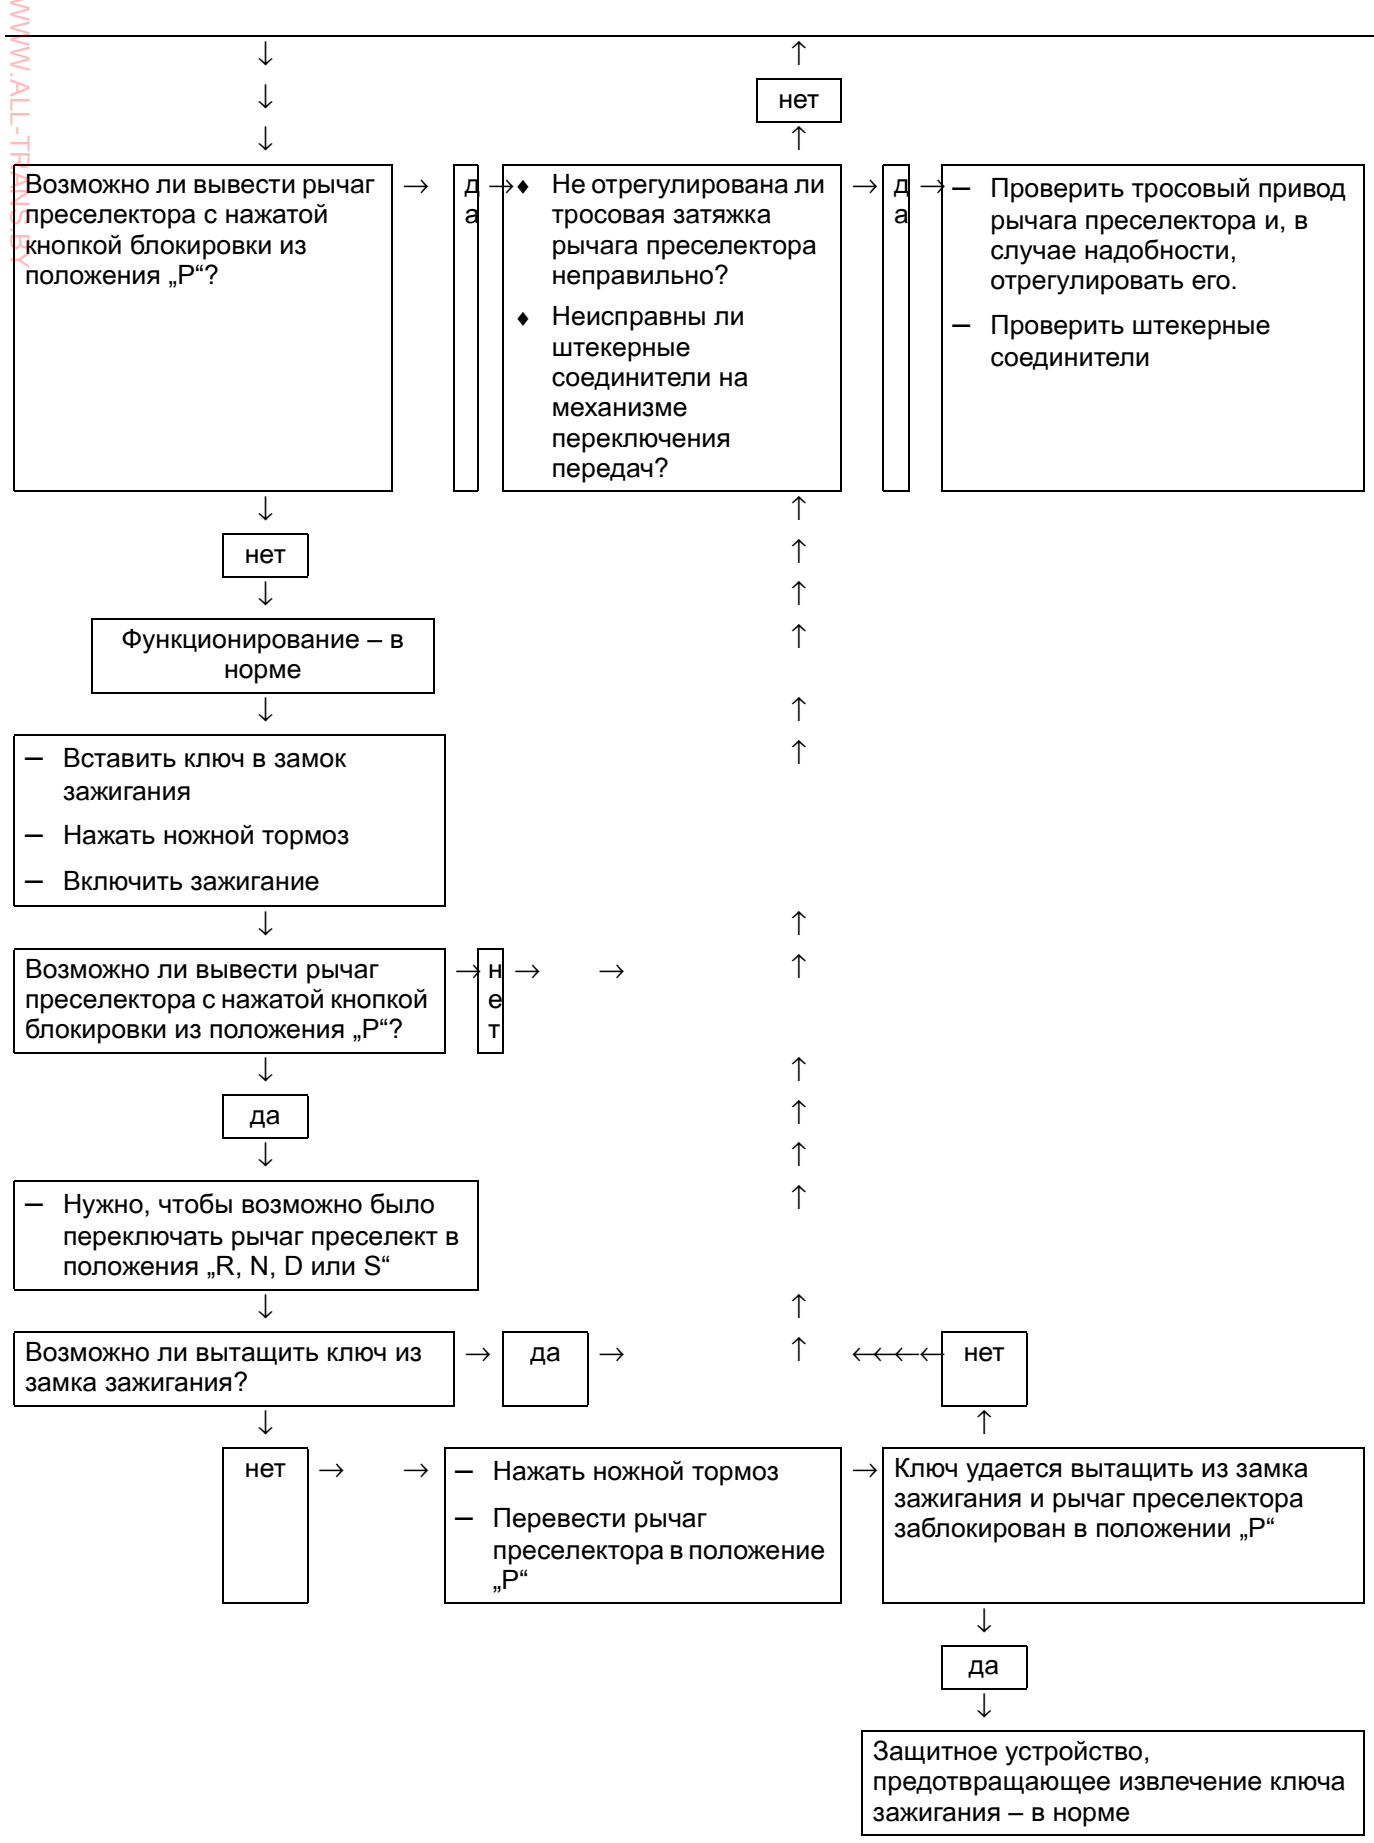 WWW.ALL-TRANS.BY
↓ ↑
↓ нет
↓ ↑
Возможно ли вывести рычаг
преселектора с нажатой
кнопкой блокировки из
положения „P“?
→ д
а
→
♦ Не отрегулирована ли
тросовая затяжка
рычага преселектора
неправильно?
♦ Неисправны ли
штекерные
соединители на
механизме
переключения
передач?
→ д
а
→
– Проверить тросовый привод
рычага преселектора и, в
случае надобности,
отрегулировать его.
– Проверить штекерные
соединители
↓ ↑
нет ↑
↓ ↑
Функционирование – в ↑
норме
↓ ↑
– Вставить ключ в замок ↑
зажигания
– Нажать ножной тормоз
– Включить зажигание
↓ ↑
Возможно ли вывести рычаг
преселектора с нажатой кнопкой
блокировки из положения „P“?
→ н
е
т
→ → ↑
↓ ↑
да ↑
↓ ↑
– Нужно, чтобы возможно было ↑
переключать рычаг преселект в
положения „R, N, D или S“
↓ ↑
Возможно ли вытащить ключ из
замка зажигания?
→ да → ↑ ←←←← нет
↓ ↑
нет → →
– Нажать ножной тормоз
– Перевести рычаг
преселектора в положение
„P“
→ Ключ удается вытащить из замка
зажигания и рычаг преселектора
заблокирован в положении „P“
↓
да
↓
Защитное устройство,
предотвращающее извлечение ключа
зажигания – в норме